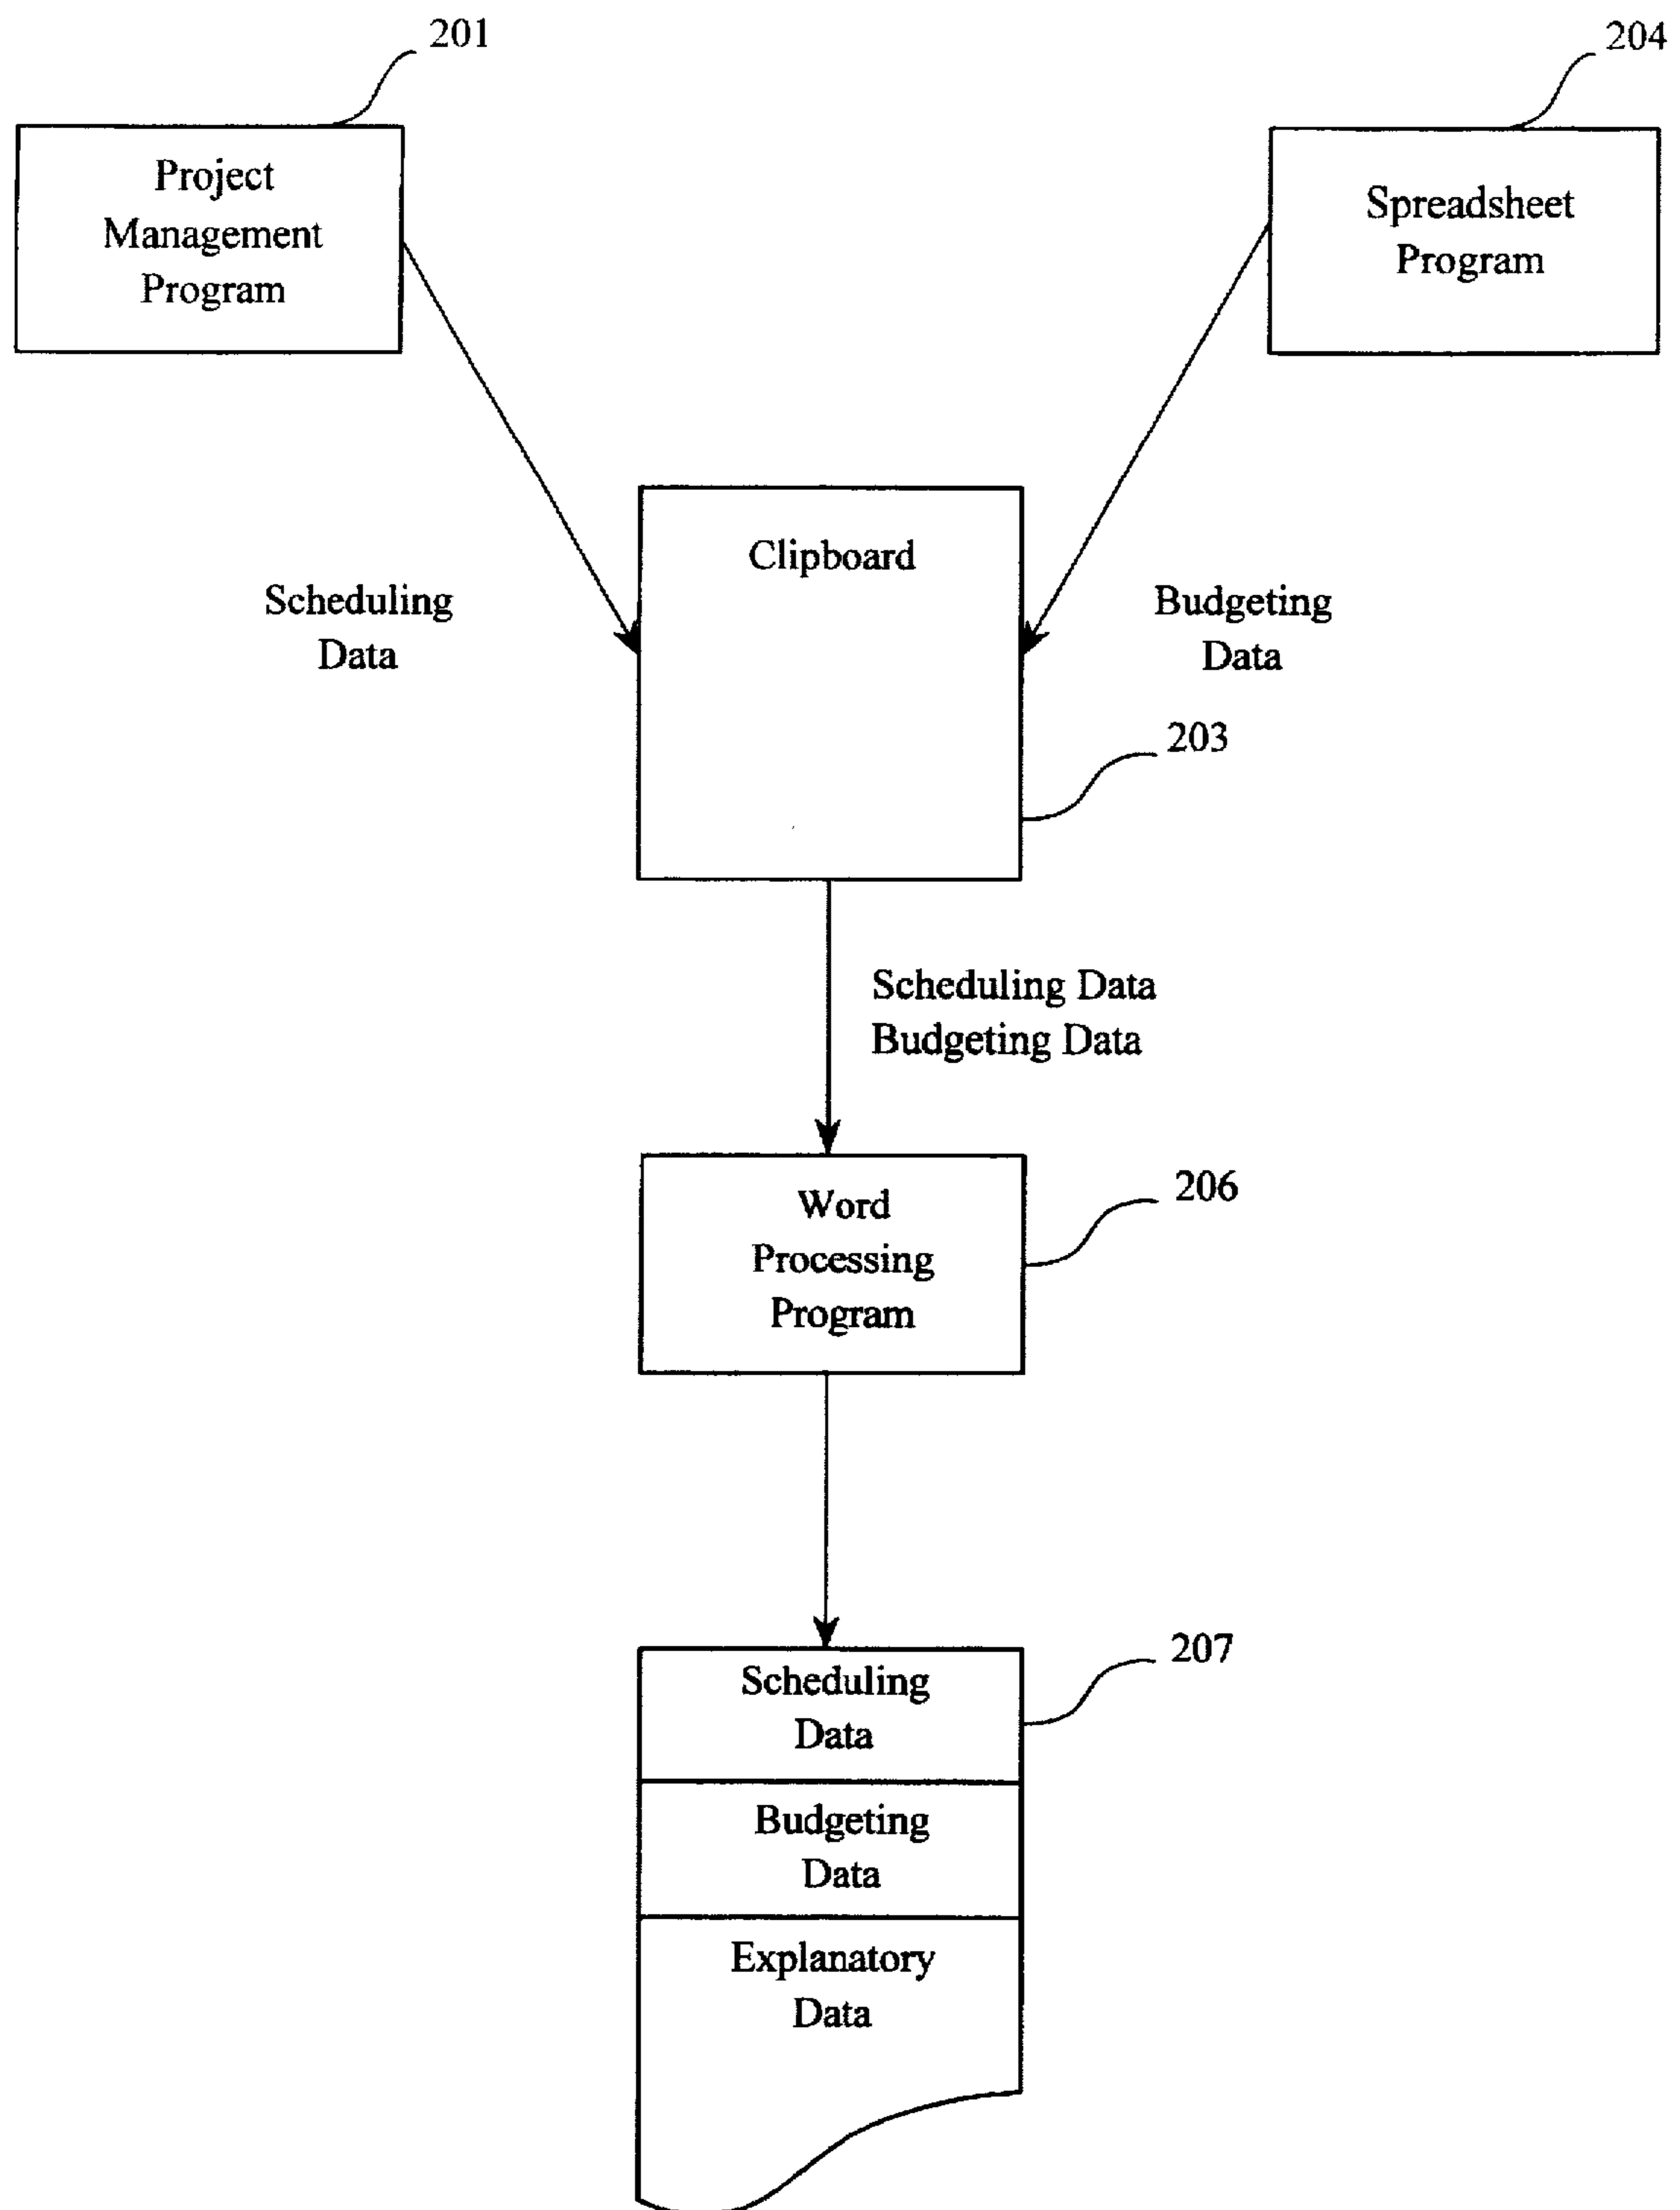 201
204
Project
Management
Program
Spreadsheet
Program
Clipboard
Scheduling
Data
Budgeting
Data
203
Scheduling Data
Budgeting Data
Word
Processing
Program
206
Scheduling
Data
207
Budgeting
Data
Explanatory
Data